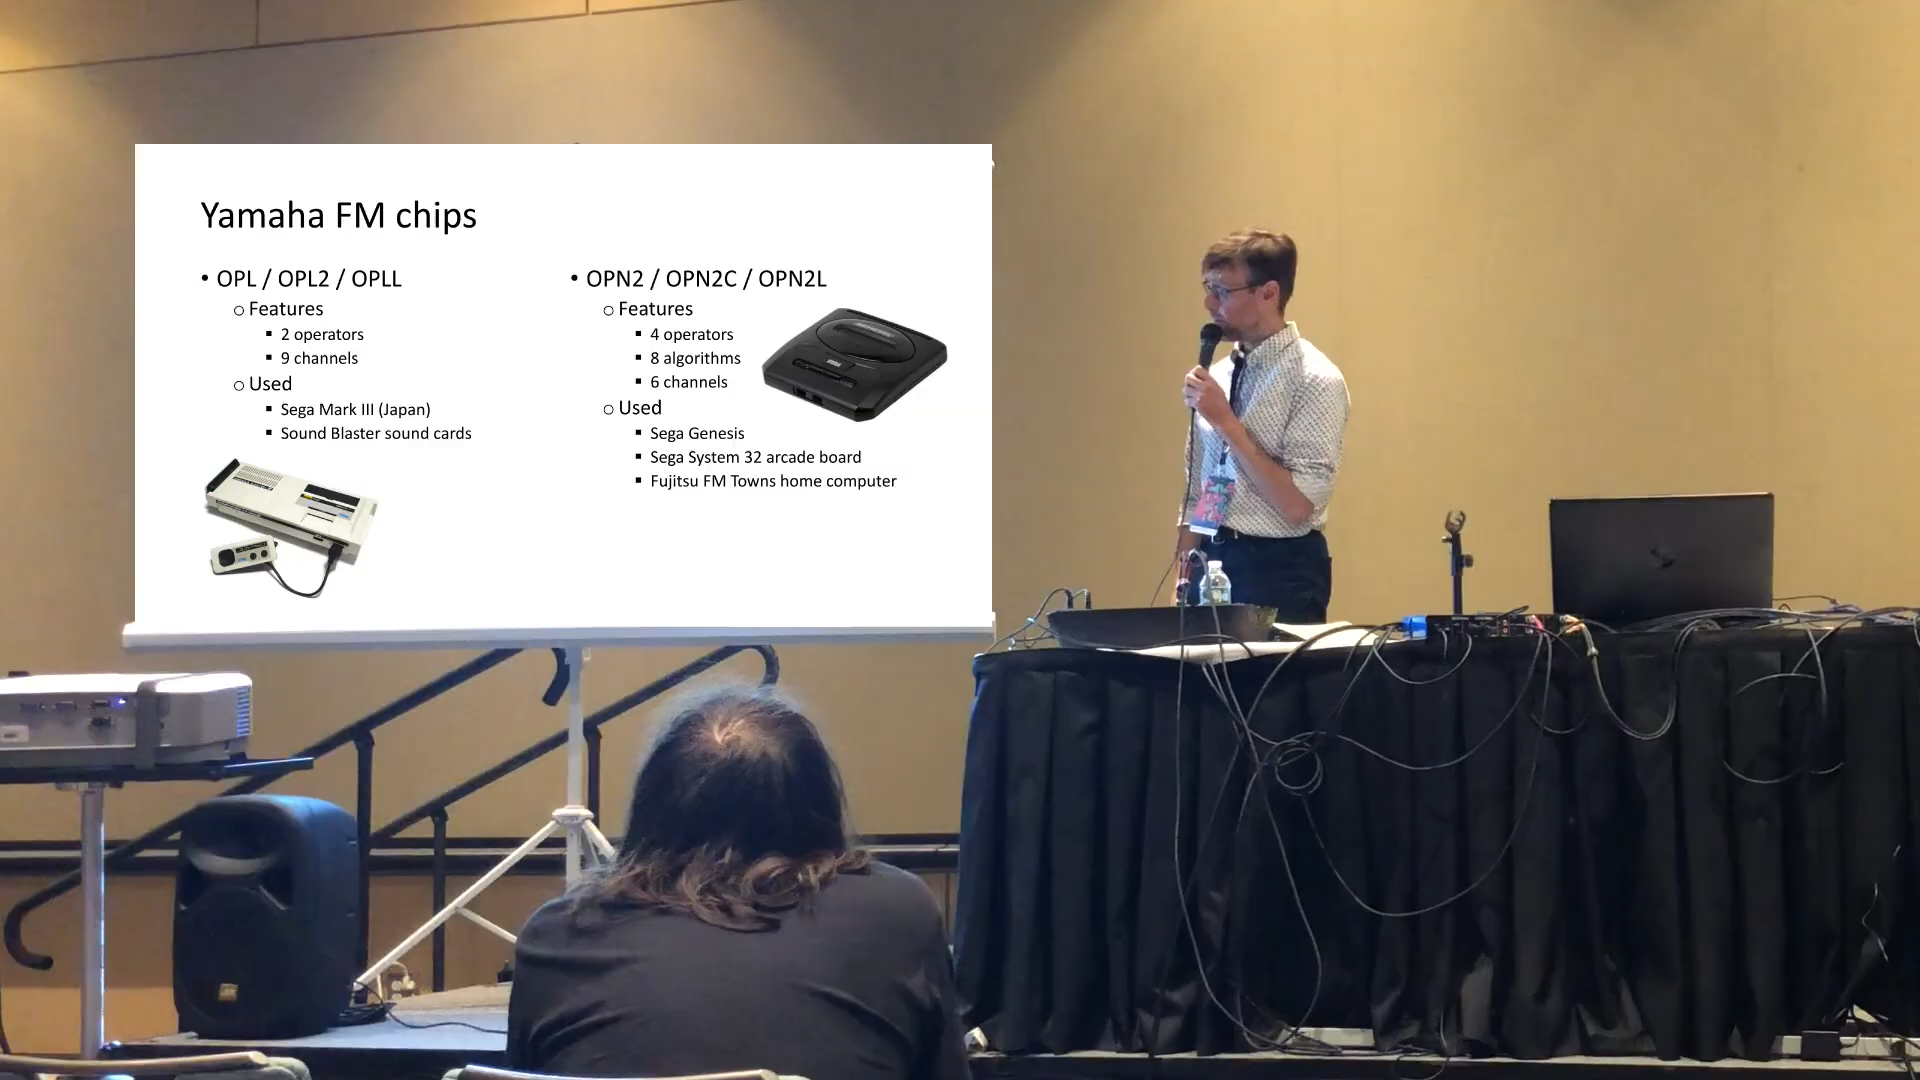 Yamaha FM chips
• OPL / OPL2 / OPLL
o Features
▪ 2 operators
▪ 9 channels
o Used
▪ Sega Mark III (Japan)
▪ Sound Blaster sound cards
• OPN2 / OPN2C / OPN2L
o Features
▪ 4 operators
▪ 8 algorithms
▪ 6 channels
o Used
▪ Sega Genesis
▪ Sega System 32 arcade board
▪ Fujitsu FM Towns home computer